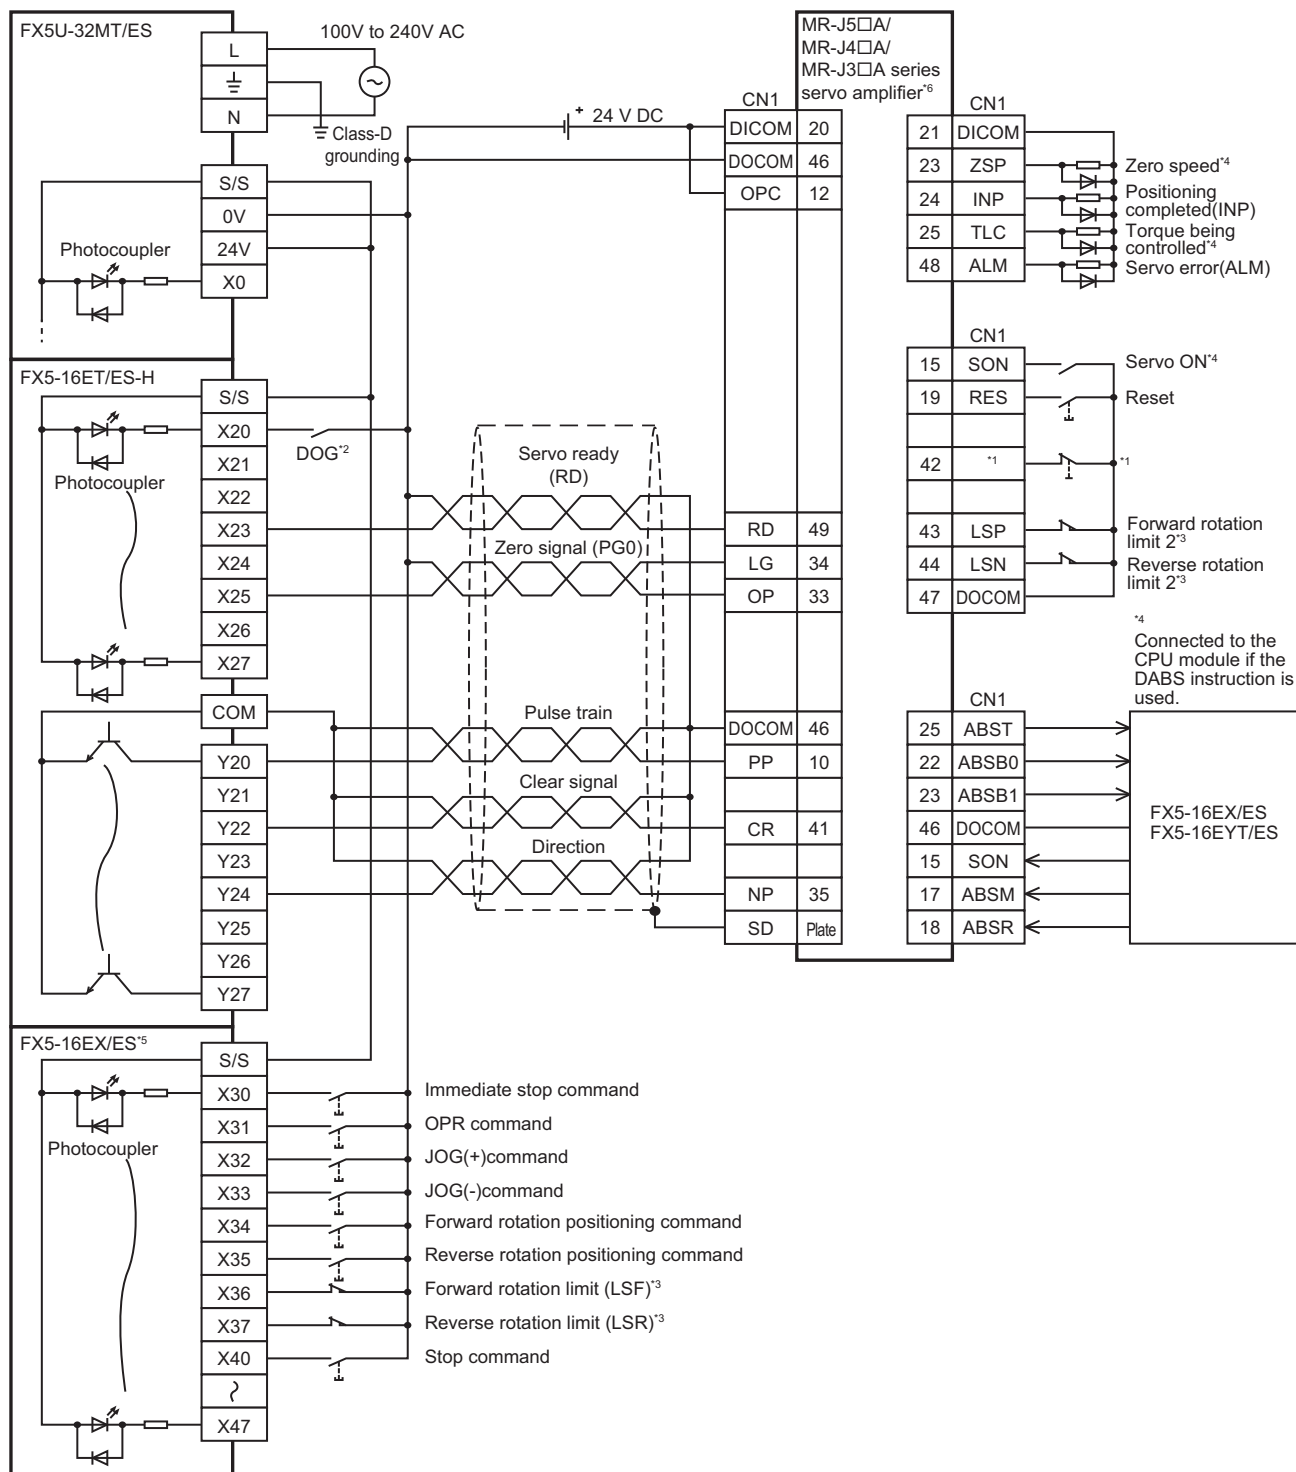 FX5U-32MT/ES
L
N
100V to 240V AC
Class-D
grounding
S/S
0V
24V
X0
Photocoupler
FX5-16ET/ES-H
S/S
X20
X21
X22
X23
X24
X25
X26
X27
Photocoupler
DOG*2
COM
Y20
Y21
Y22
Y23
Y24
Y25
Y26
Y27
FX5-16EX/ES*5
S/S
X30
X31
X32
X33
X34
X35
X36
X37
X40
X47
Photocoupler
Immediate stop command
OPR command
JOG(+)command
JOG(-)command
Forward rotation positioning command
Reverse rotation positioning command
Forward rotation limit (LSF)*3
Reverse rotation limit (LSR)*3
Stop command
+ 24 V DC
Servo ready
(RD)
Zero signal (PG0)
Pulse train
Clear signal
Direction
MR-J5□A/
MR-J4□A/
MR-J3□A series
servo amplifier*6
CN1
DICOM 20
DOCOM 46
OPC 12
RD 49
LG 34
OP 33
DOCOM 46
PP 10
CR 41
NP 35
SD Plate
CN1
21 DICOM
23 ZSP
24 INP
25 TLC
48 ALM
Zero speed*4
Positioning
completed(INP)
Torque being
controlled*4
Servo error(ALM)
CN1
15 SON
19 RES
42 *1
43 LSP
44 LSN
47 DOCOM
Servo ON*4
Reset
*1
Forward rotation
limit 2*3
Reverse rotation
limit 2*3
*4
Connected to the
CPU module if the
DABS instruction is
used.
CN1
25 ABST
22 ABSB0
23 ABSB1
46 DOCOM
15 SON
17 ABSM
18 ABSR
FX5-16EX/ES
FX5-16EYT/ES